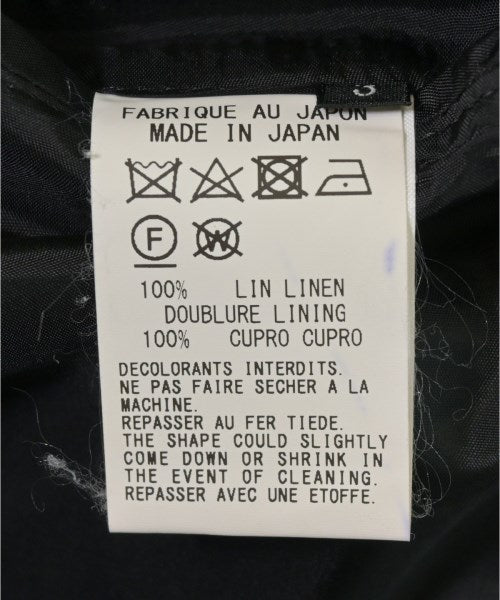 3
FABRIQUE AU JAPON
MADE IN JAPAN
F W
100% LIN LINEN
DOUBLURE LINING
100% CUPRO CUPRO
DECOLORANTS INTERDITS.
NE PAS FAIRE SECHER A LA
MACHINE.
REPASSER AU FER TIEDE.
THE SHAPE COULD SLIGHTLY
COME DOWN OR SHRINK IN
THE EVENT OF CLEANING.
REPASSER AVEC UNE ETOFFE.